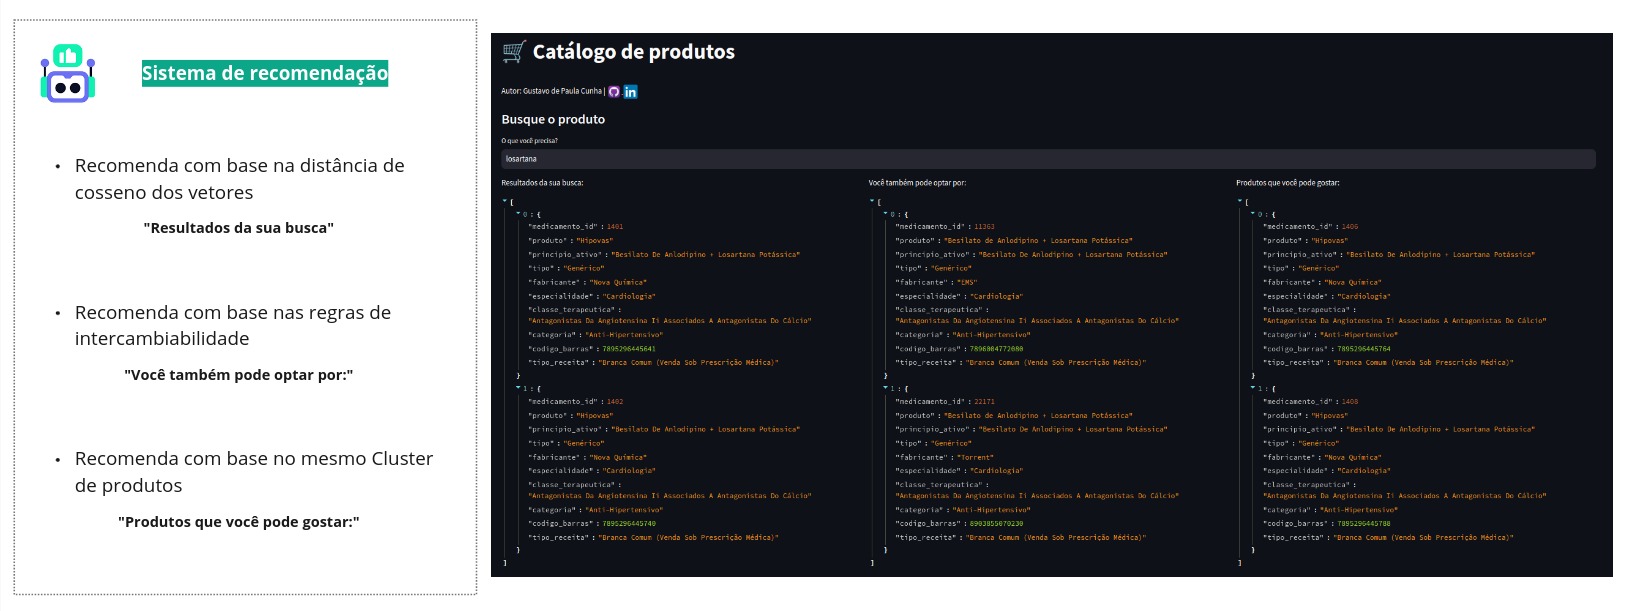 Sistema de recomendação
• Recomenda com base na distância de
cosseno dos vetores
"Resultados da sua busca"
• Recomenda com base nas regras de
intercambiabilidade
"Você também pode optar por:"
• Recomenda com base no mesmo Cluster
de produtos
"Produtos que você pode gostar:"
Catálogo de produtos
Autor: Gustavo de Paula Cunha |
in
Busque o produto
O que você precisa?
losartana
Resultados da sua busca:
[
0 : {
"medicamento_id" : 1401
"produto" : "Hipovas"
"principio_ativo" : "Besilato De Anlodipino + Losartana Potássica"
"tipo" : "Genérico"
"fabricante" : "Nova Química"
"especialidade" : "Cardiologia"
"classe_terapeutica" :
"Antagonistas Da Angiotensina Ii Associados A Antagonistas Do Cálcio"
"categoria" : "Anti-Hipertensivo"
"codigo_barras" : 7895296445641
"tipo_receita" : "Branca Comum (Venda Sob Prescrição Médica)"
}
1 : {
"medicamento_id" : 1402
"produto" : "Hipovas"
"principio_ativo" : "Besilato De Anlodipino + Losartana Potássica"
"tipo" : "Genérico"
"fabricante" : "Nova Química"
"especialidade" : "Cardiologia"
"classe_terapeutica" :
"Antagonistas Da Angiotensina Ii Associados A Antagonistas Do Cálcio"
"categoria" : "Anti-Hipertensivo"
"codigo_barras" : 7895296445740
"tipo_receita" : "Branca Comum (Venda Sob Prescrição Médica)"
}
]
Você também pode optar por:
[
0 : {
"medicamento_id" : 11363
"produto" : "Besilato de Anlodipino + Losartana Potássica"
"principio_ativo" : "Besilato De Anlodipino + Losartana Potássica"
"tipo" : "Genérico"
"fabricante" : "EMS"
"especialidade" : "Cardiologia"
"classe_terapeutica" :
"Antagonistas Da Angiotensina Ii Associados A Antagonistas Do Cálcio"
"categoria" : "Anti-Hipertensivo"
"codigo_barras" : 7896004772080
"tipo_receita" : "Branca Comum (Venda Sob Prescrição Médica)"
}
1 : {
"medicamento_id" : 22171
"produto" : "Besilato De Anlodipino + Losartana Potássica"
"principio_ativo" : "Besilato De Anlodipino + Losartana Potássica"
"tipo" : "Genérico"
"fabricante" : "Torrent"
"especialidade" : "Cardiologia"
"classe_terapeutica" :
"Antagonistas Da Angiotensina Ii Associados A Antagonistas Do Cálcio"
"categoria" : "Anti-Hipertensivo"
"codigo_barras" : 8903855070230
"tipo_receita" : "Branca Comum (Venda Sob Prescrição Médica)"
}
]
Produtos que você pode gostar:
[
0 : {
"medicamento_id" : 1406
"produto" : "Hipovas"
"principio_ativo" : "Besilato De Anlodipino + Losartana Potássica"
"tipo" : "Genérico"
"fabricante" : "Nova Química"
"especialidade" : "Cardiologia"
"classe_terapeutica" :
"Antagonistas Da Angiotensina Ii Associados A Antagonistas Do Cálcio"
"categoria" : "Anti-Hipertensivo"
"codigo_barras" : 7895296445764
"tipo_receita" : "Branca Comum (Venda Sob Prescrição Médica)"
}
1 : {
"medicamento_id" : 1408
"produto" : "Hipovas"
"principio_ativo" : "Besilato De Anlodipino + Losartana Potássica"
"tipo" : "Genérico"
"fabricante" : "Nova Química"
"especialidade" : "Cardiologia"
"classe_terapeutica" :
"Antagonistas Da Angiotensina Ii Associados A Antagonistas Do Cálcio"
"categoria" : "Anti-Hipertensivo"
"codigo_barras" : 7895296445788
"tipo_receita" : "Branca Comum (Venda Sob Prescrição Médica)"
}
]